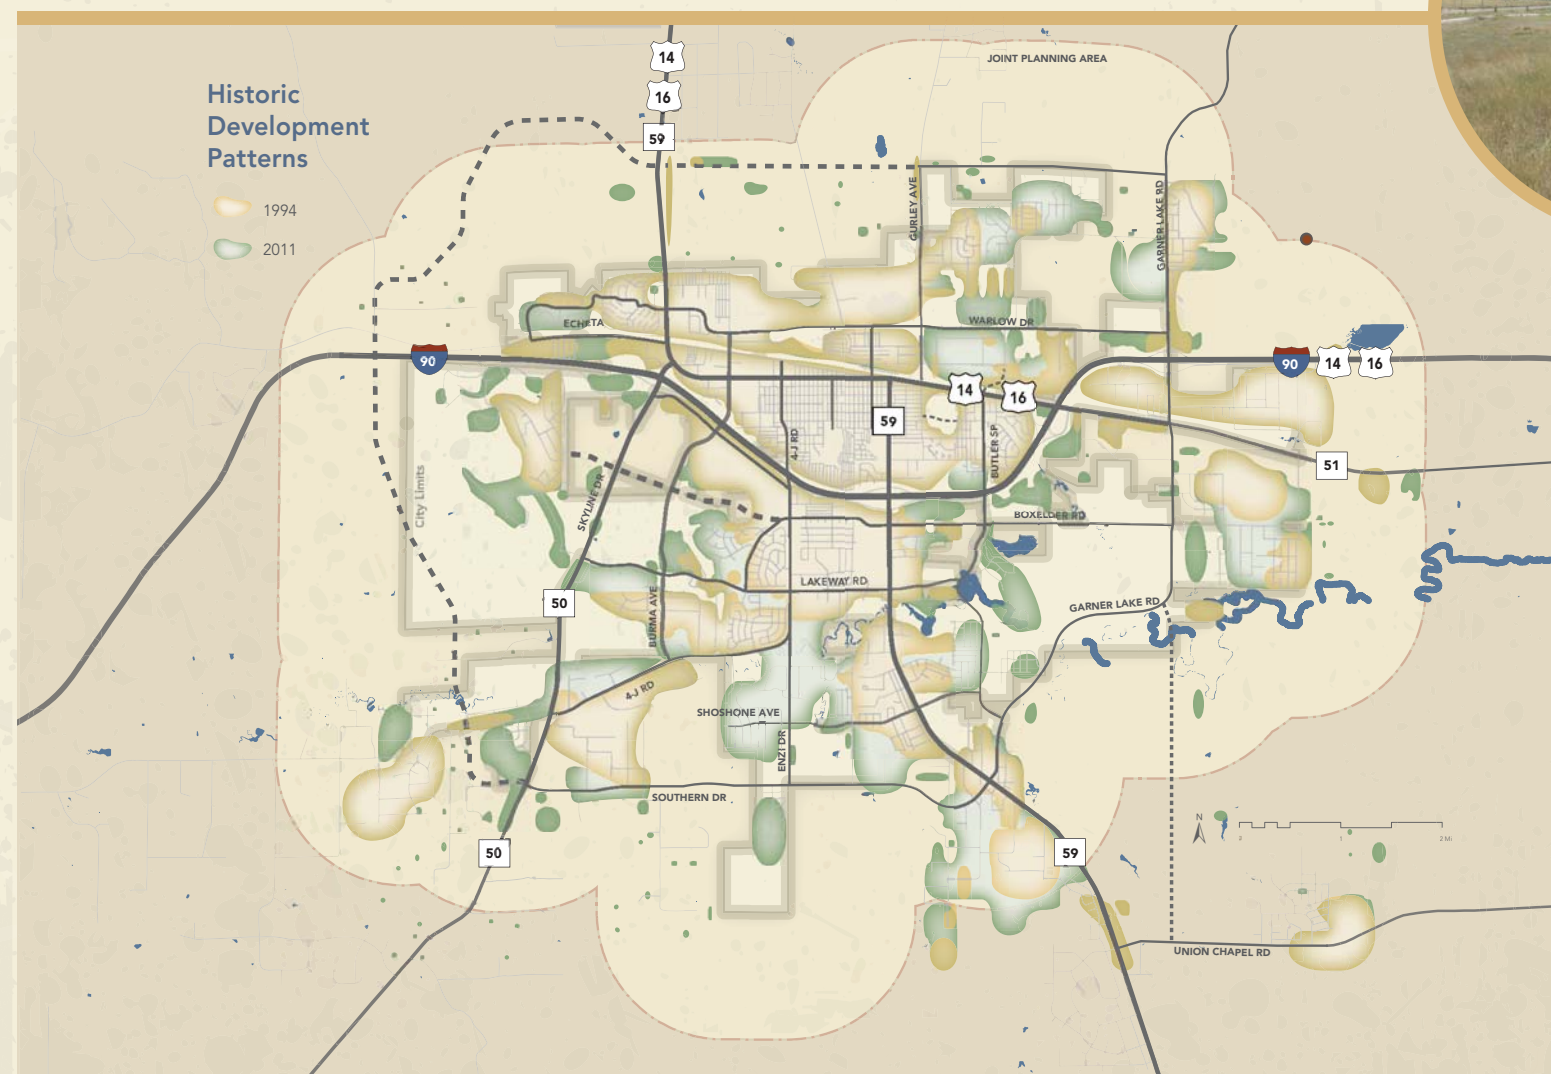 14
JOINT PLANNING AREA
16
Historic
Development
Patterns
59
1994
2011
GURLEY AVE
GARNER LAKE RD
ECHETA
WARLOW DR
90
90
14
16
14
16
59
4-J RD
BUTLER SP
51
City Limits
SKYLINE DR
BOXELDER RD
LAKEWAY RD
50
BURMA AVE
GARNER LAKE RD
4-J RD
SHOSHONE AVE
ENZI DR
SOUTHERN DR
N
1
2 Mi
50
59
UNION CHAPEL RD